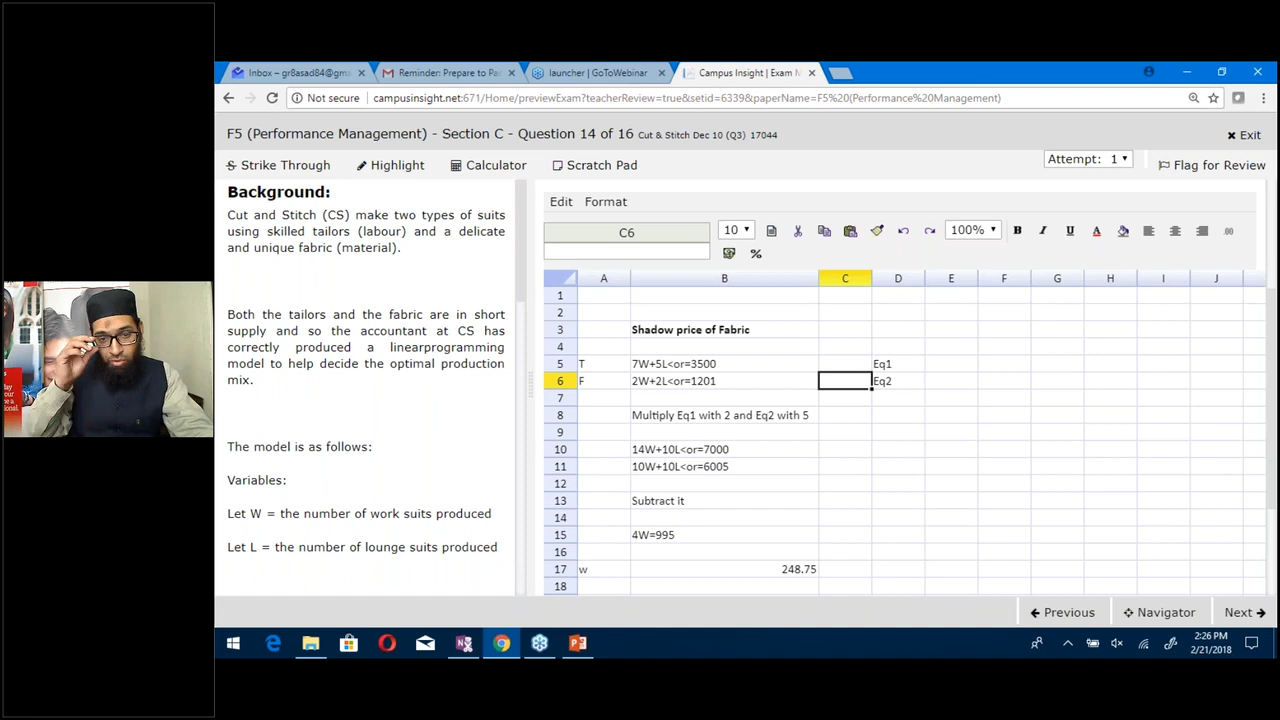 Inbox – gr8asad84@gma
Reminder: Prepare to Pa
launcher | GoToWebinar
Campus Insight | Exam M
Not secure
campusinsight.net:671/Home/previewExam?teacherReview=true&setid=6339&paperName=F5%20(Performance%20Management)
F5 (Performance Management) - Section C - Question 14 of 16 Cut & Stitch Dec 10 (Q3) 17044
Exit
Strike Through Highlight Calculator Scratch Pad
Attempt: 1
Flag for Review
Background:
Cut and Stitch (CS) make two types of suits
using skilled tailors (labour) and a delicate
and unique fabric (material).
Both the tailors and the fabric are in short
supply and so the accountant at CS has
correctly produced a linearprogramming
model to help decide the optimal production
mix.
The model is as follows:
Variables:
Let W = the number of work suits produced
Let L = the number of lounge suits produced
Edit Format
C6
10
100%
B I U A
%
A B C D E F G H I J
1
2
3 Shadow price of Fabric
4
5 T 7W+5L<or=3500 Eq1
6 F 2W+2L<or=1201 Eq2
7
8 Multiply Eq1 with 2 and Eq2 with 5
9
10 14W+10L<or=7000
11 10W+10L<or=6005
12
13 Subtract it
14
15 4W=995
16
17 w 248.75
18
Previous Navigator Next
2:26 PM
2/21/2018